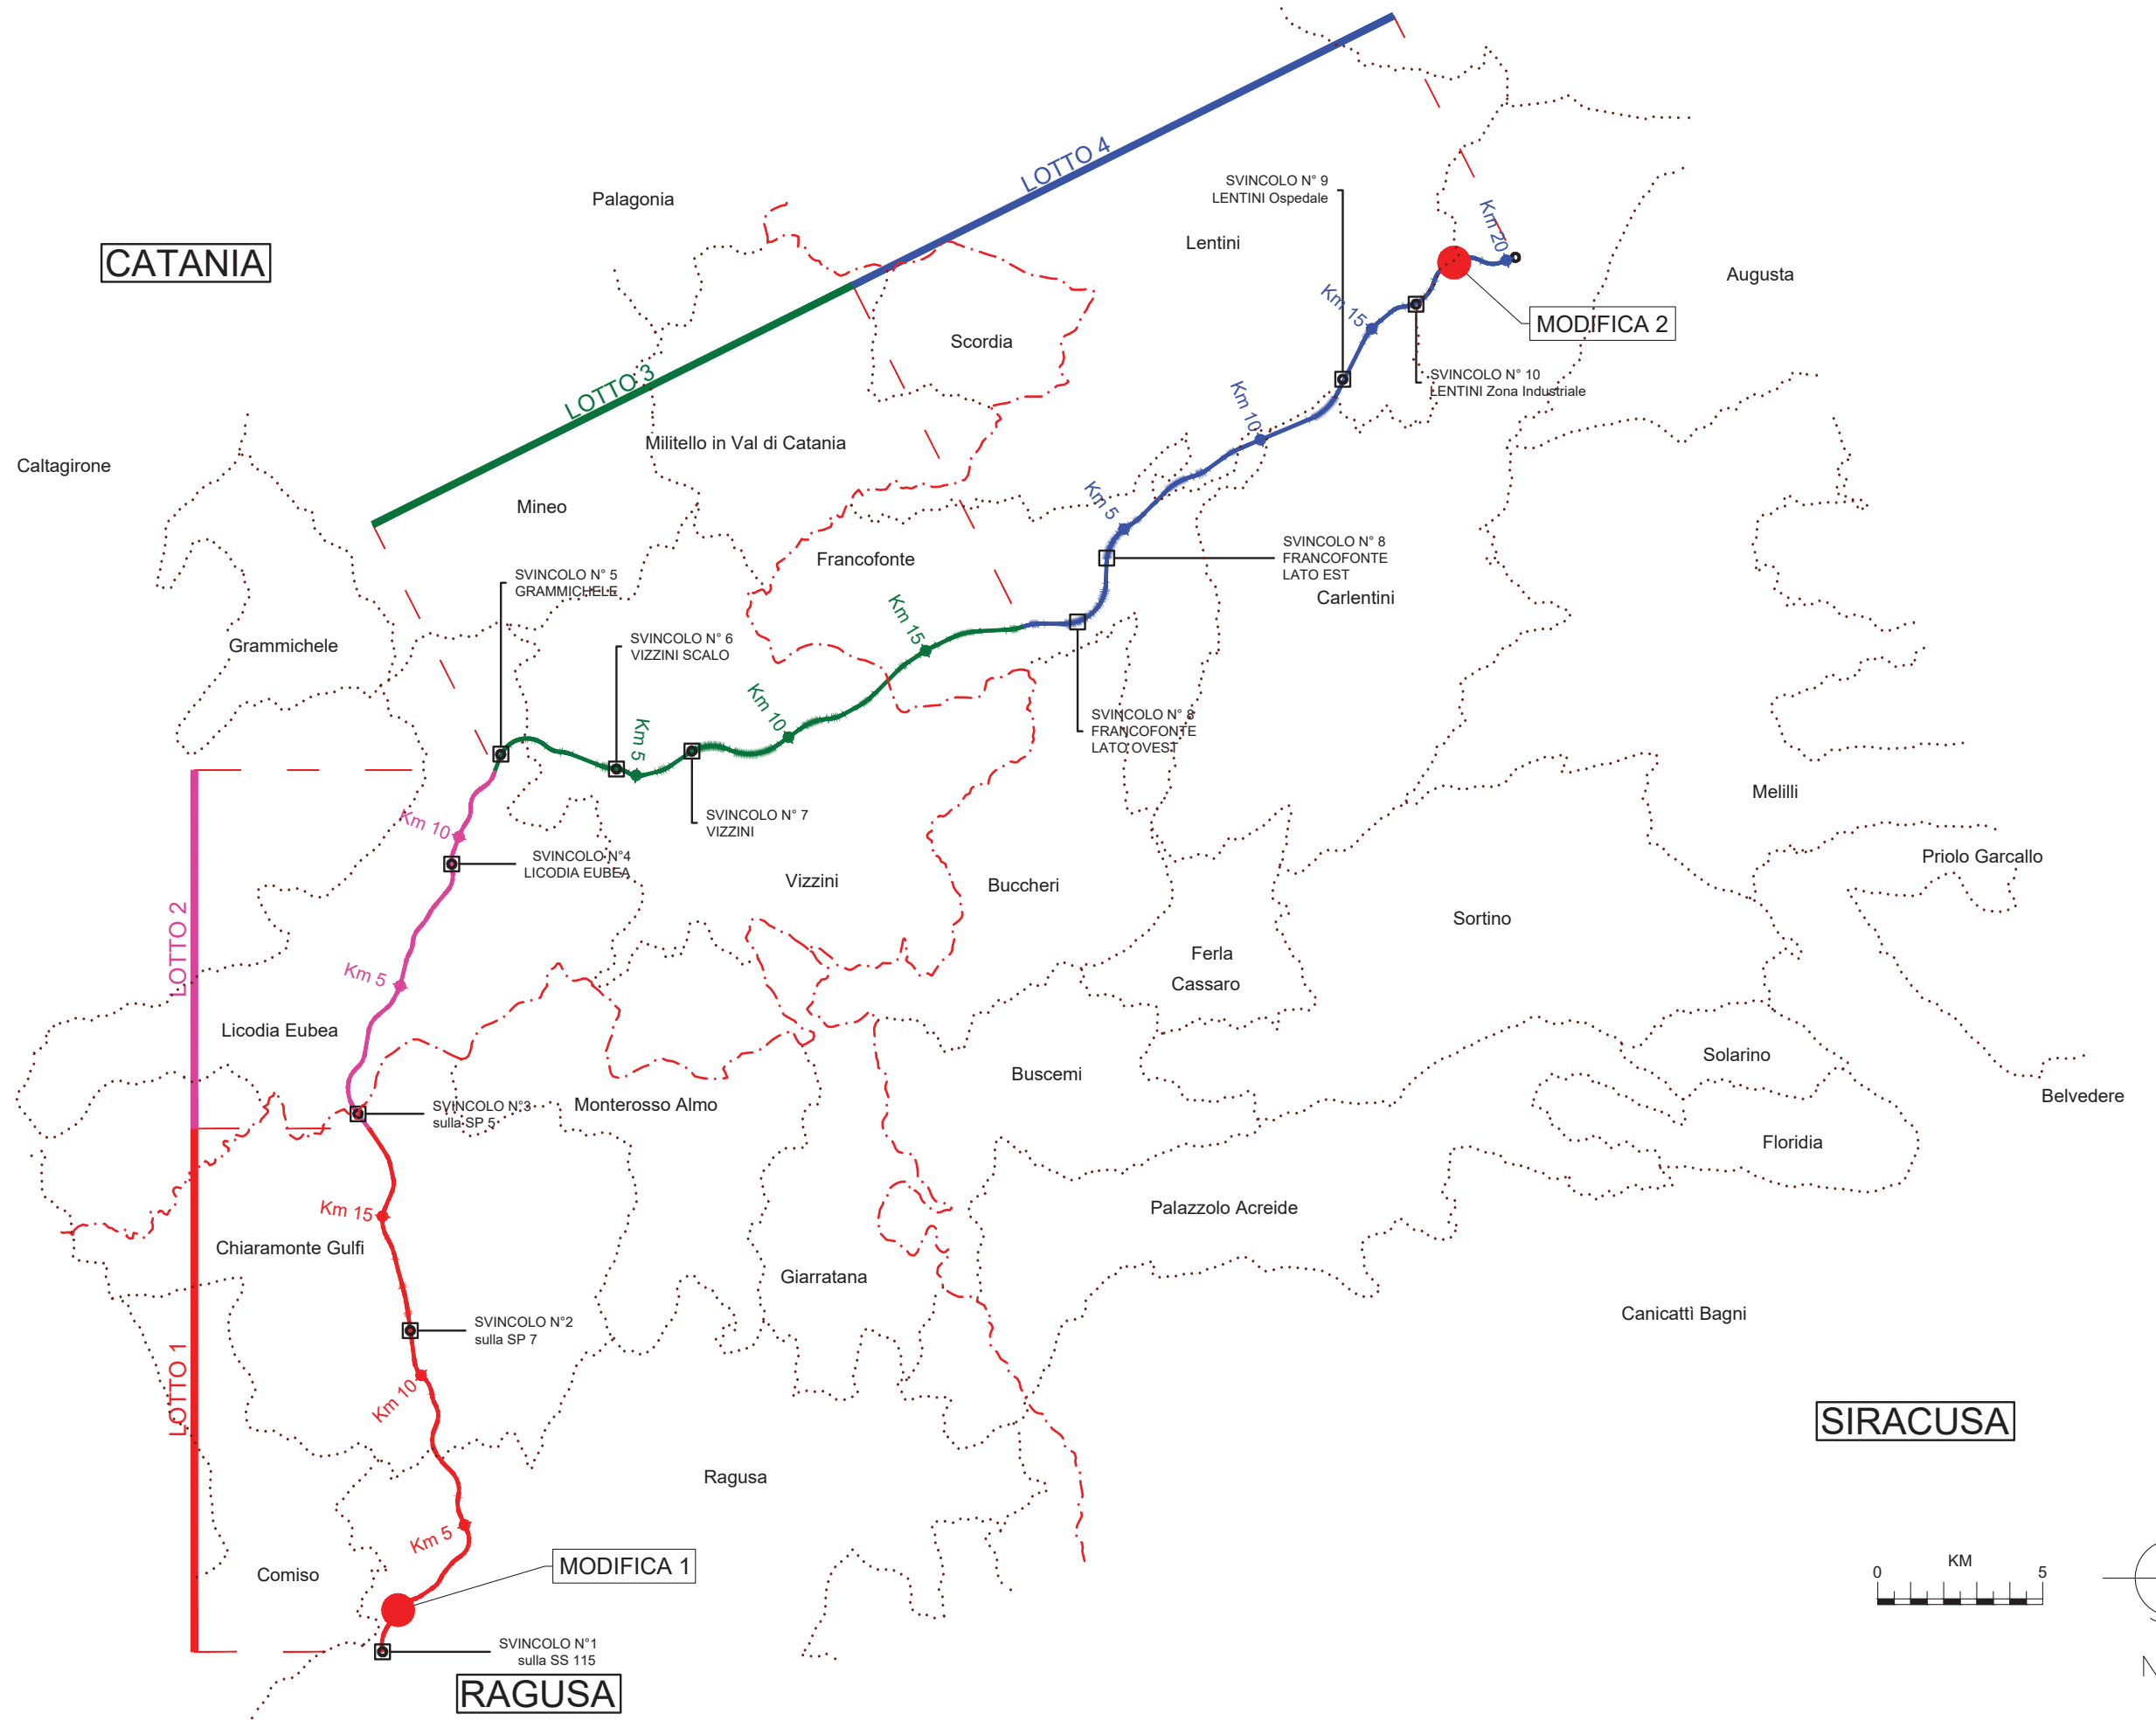 LOTTO 4
Palagonia
SVINCOLO N° 9
LENTINI Ospedale
Km 20
Lentini
CATANIA
Augusta
Km 15
MODIFICA 2
Scordia
LOTTO 3
SVINCOLO N° 10
LENTINI Zona Industriale
Km 10
Militello in Val di Catania
Caltagirone
Mineo
Km 5
SVINCOLO N° 8
FRANCOFONTE
LATO EST
Francofonte
SVINCOLO N° 5
GRAMMICHELE
Carlentini
Km 15
Grammichele
SVINCOLO N° 6
VIZZINI SCALO
Km 10
SVINCOLO N° 8
FRANCOFONTE
LATO OVEST
Km 5
Melilli
SVINCOLO N° 7
VIZZINI
Km 10
SVINCOLO N°4
LICODIA EUBEA
Priolo Garcallo
Vizzini
Buccheri
Sortino
LOTTO 2
Ferla
Cassaro
Km 5
Licodia Eubea
Solarino
Buscemi
Belvedere
SVINCOLO N°3
sulla SP 5
Monterosso Almo
Floridia
Km 15
Palazzolo Acreide
Chiaramonte Gulfi
Giarratana
Canicattì Bagni
SVINCOLO N°2
sulla SP 7
LOTTO 1
Km 10
SIRACUSA
Ragusa
Km 5
MODIFICA 1
Comiso
KM
0 5
SVINCOLO N°1
sulla SS 115
RAGUSA
N